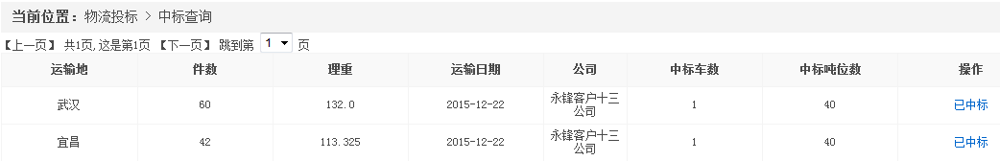 当前位置：物流投标 > 中标查询
【上一页】 共1页, 这是第1页 【下一页】 跳到第 1 页
运输地 件数 理重 运输日期 公司 中标车数 中标吨位数 操作
武汉 60 132.0 2015-12-22 永锋客户十三公司 1 40 已中标
宜昌 42 113.325 2015-12-22 永锋客户十三公司 1 40 已中标